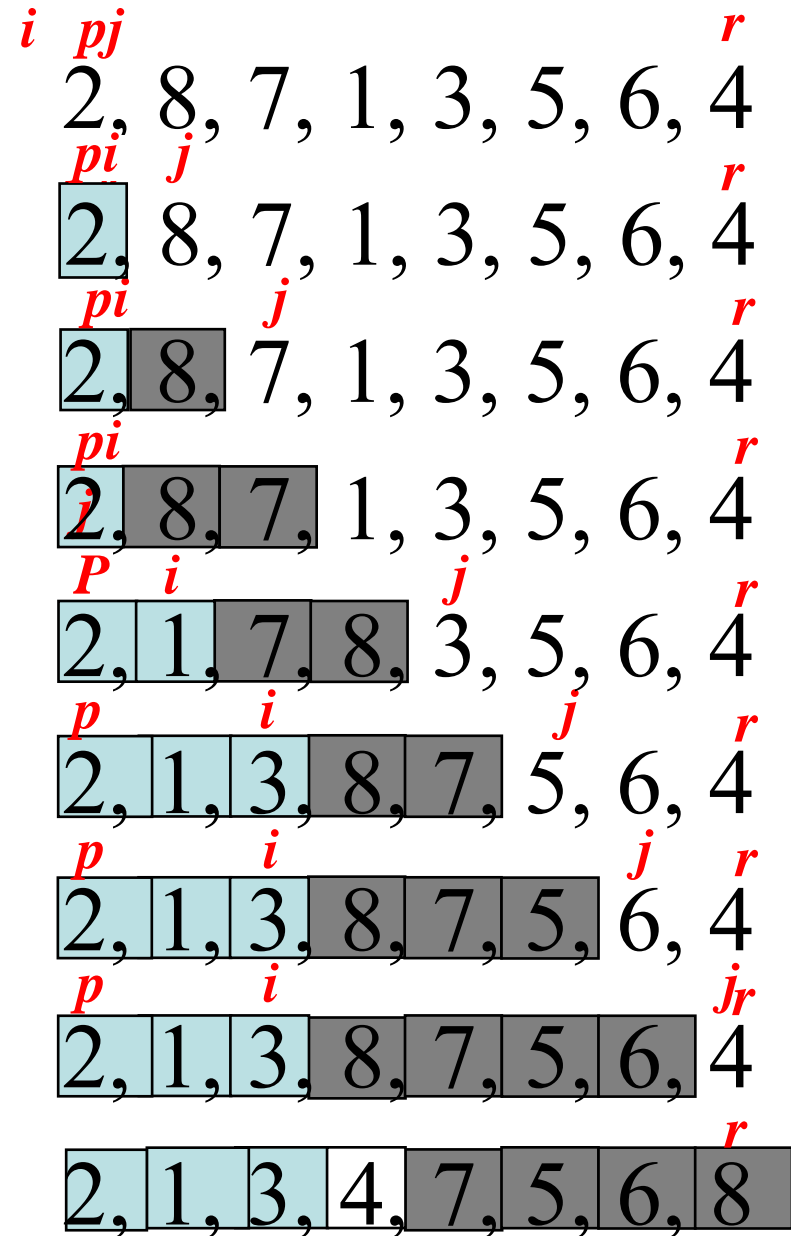 i pj r
2, 8, 7, 1, 3, 5, 6, 4
pi j r
2, 8, 7, 1, 3, 5, 6, 4
pi j r
2, 8, 7, 1, 3, 5, 6, 4
pi r
j
2, 8, 7, 1, 3, 5, 6, 4
P i j r
2, 1, 7, 8, 3, 5, 6, 4
p i j r
2, 1, 3, 8, 7, 5, 6, 4
p i j r
2, 1, 3, 8, 7, 5, 6, 4
p i jr
2, 1, 3, 8, 7, 5, 6, 4
r
2, 1, 3, 4, 7, 5, 6, 8